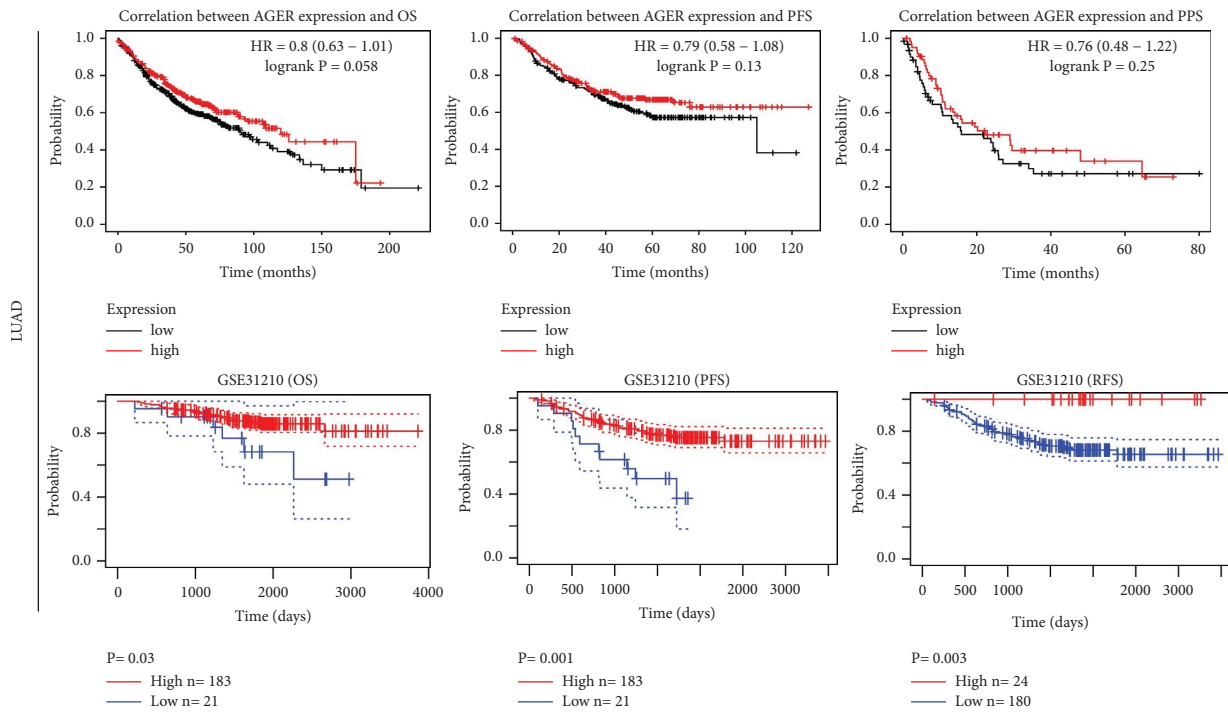 LUAD
Correlation between AGER expression and OS
HR = 0.8 (0.63 − 1.01)
logrank P = 0.058
Probability
1.0
0.8
0.6
0.4
0.2
0.0
0 50 100 150 200
Time (months)
Expression
low
high
Correlation between AGER expression and PFS
HR = 0.79 (0.58 − 1.08)
logrank P = 0.13
Probability
1.0
0.8
0.6
0.4
0.2
0.0
0 20 40 60 80 100 120
Time (months)
Expression
low
high
Correlation between AGER expression and PPS
HR = 0.76 (0.48 − 1.22)
logrank P = 0.25
Probability
1.0
0.8
0.6
0.4
0.2
0.0
0 20 40 60 80
Time (months)
Expression
low
high
GSE31210 (OS)
Probability
0.8
0.4
0.0
0 1000 2000 3000 4000
Time (days)
P= 0.03
High n= 183
Low n= 21
GSE31210 (PFS)
Probability
0.8
0.4
0.0
0 500 1000 2000 3000
Time (days)
P= 0.001
High n= 183
Low n= 21
GSE31210 (RFS)
Probability
0.8
0.4
0.0
0 500 1000 2000 3000
Time (days)
P= 0.003
High n= 24
Low n= 180